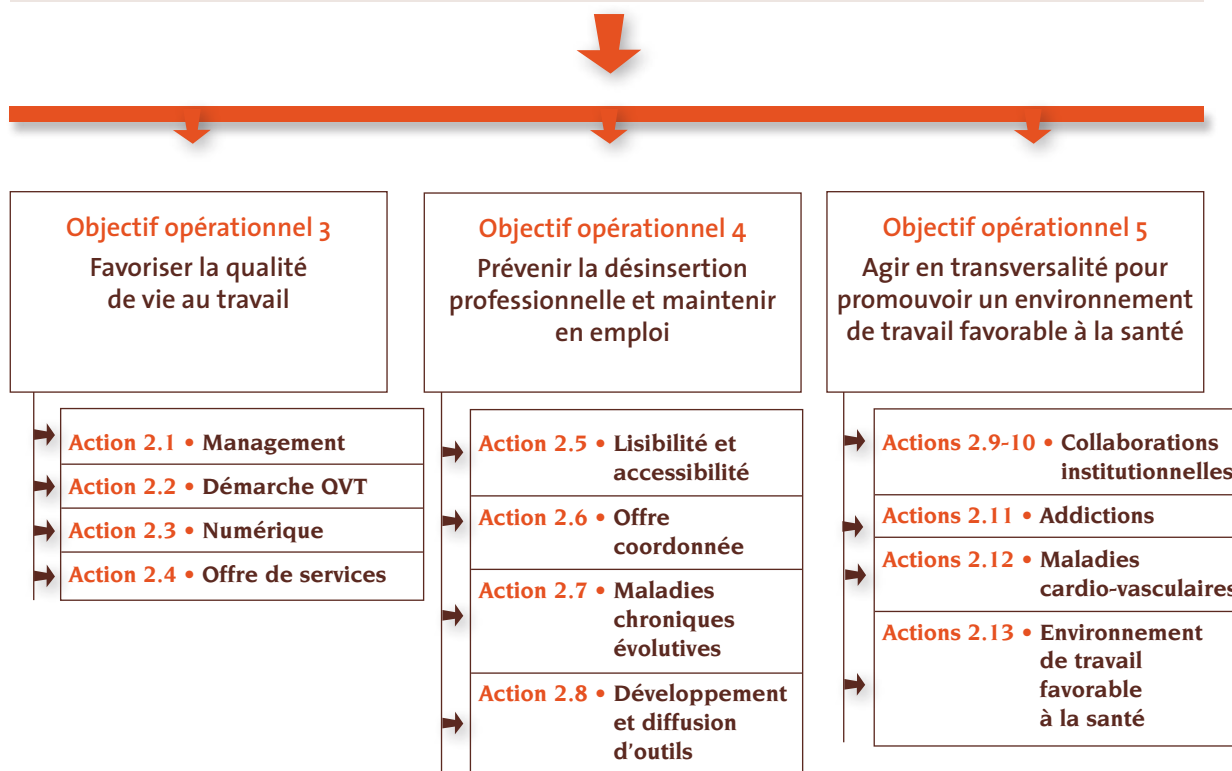 Objectif opérationnel 3
Favoriser la qualité
de vie au travail
Action 2.1 • Management
Action 2.2 • Démarche QVT
Action 2.3 • Numérique
Action 2.4 • Offre de services
Objectif opérationnel 4
Prévenir la désinsertion
professionnelle et maintenir
en emploi
Action 2.5 • Lisibilité et
accessibilité
Action 2.6 • Offre
coordonnée
Action 2.7 • Maladies
chroniques
évolutives
Action 2.8 • Développement
et diffusion
d'outils
Objectif opérationnel 5
Agir en transversalité pour
promouvoir un environnement
de travail favorable à la santé
Actions 2.9-10 • Collaborations
institutionnelles
Actions 2.11 • Addictions
Actions 2.12 • Maladies
cardio-vasculaires
Actions 2.13 • Environnement
de travail
favorable
à la santé